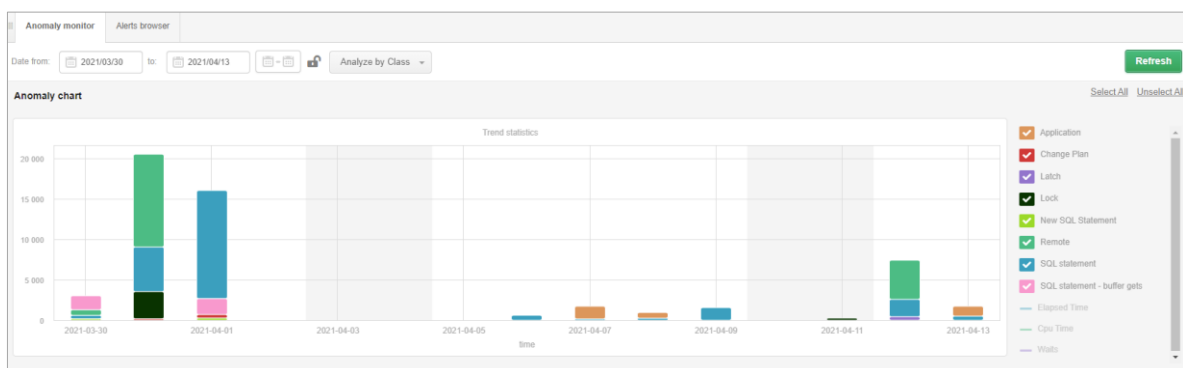 Anomaly monitor Alerts browser
Date from: 2021/03/30 to: 2021/04/13 Analyze by Class Refresh
Anomaly chart Select All Unselect All
Trend statistics
20 000
15 000
10 000
5 000
0
2021-03-30 2021-04-01 2021-04-03 2021-04-05 2021-04-07 2021-04-09 2021-04-11 2021-04-13
time
Application
Change Plan
Latch
Lock
New SQL Statement
Remote
SQL statement
SQL statement - buffer gets
Elapsed Time
Cpu Time
Waits